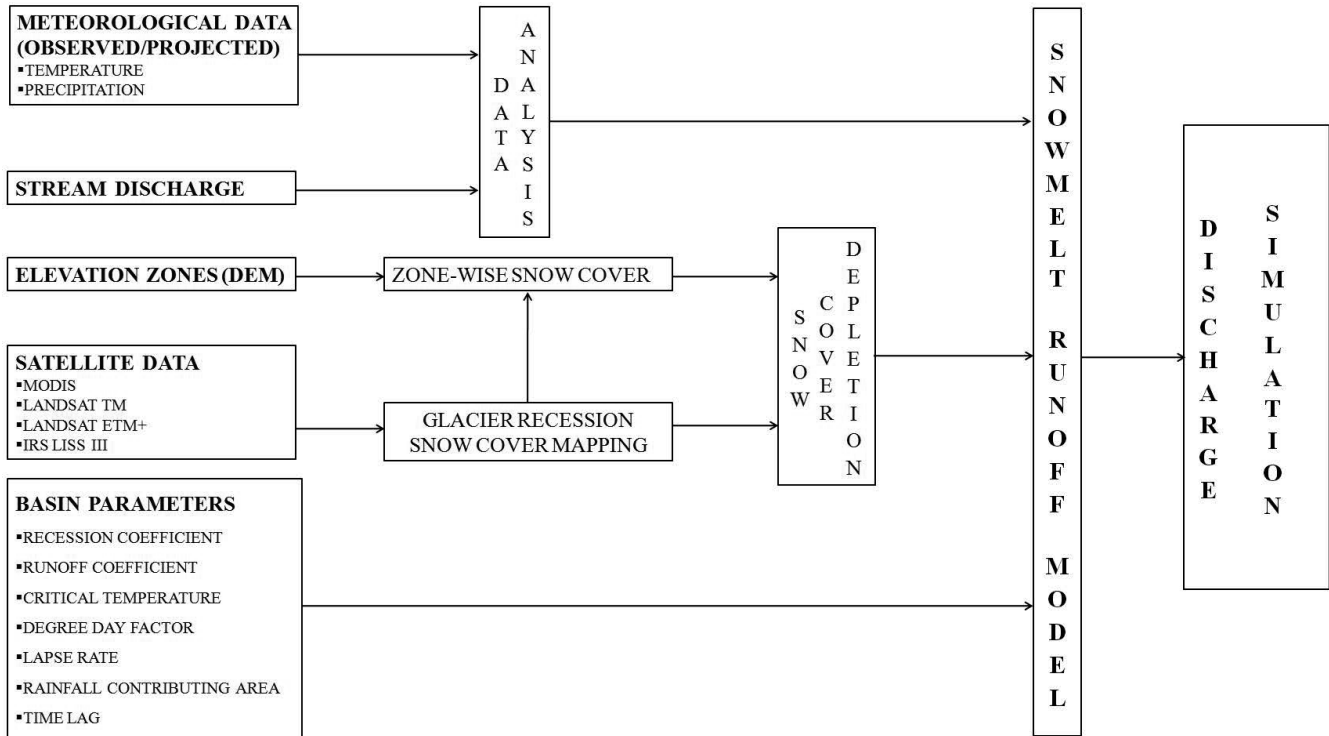 METEOROLOGICAL DATA
(OBSERVED/PROJECTED)
▪TEMPERATURE
▪PRECIPITATION
STREAM DISCHARGE
DATA
ANALYSIS
ELEVATION ZONES (DEM)
ZONE-WISE SNOW COVER
SATELLITE DATA
▪MODIS
▪LANDSAT TM
▪LANDSAT ETM+
▪IRS LISS III
GLACIER RECESSION
SNOW COVER MAPPING
SNOW
COVER
DEPLETION
BASIN PARAMETERS
▪RECESSION COEFFICIENT
▪RUNOFF COEFFICIENT
▪CRITICAL TEMPERATURE
▪DEGREE DAY FACTOR
▪LAPSE RATE
▪RAINFALL CONTRIBUTING AREA
▪TIME LAG
SNOWMELT RUNOFF MODEL
DISCHARGE
SIMULATION